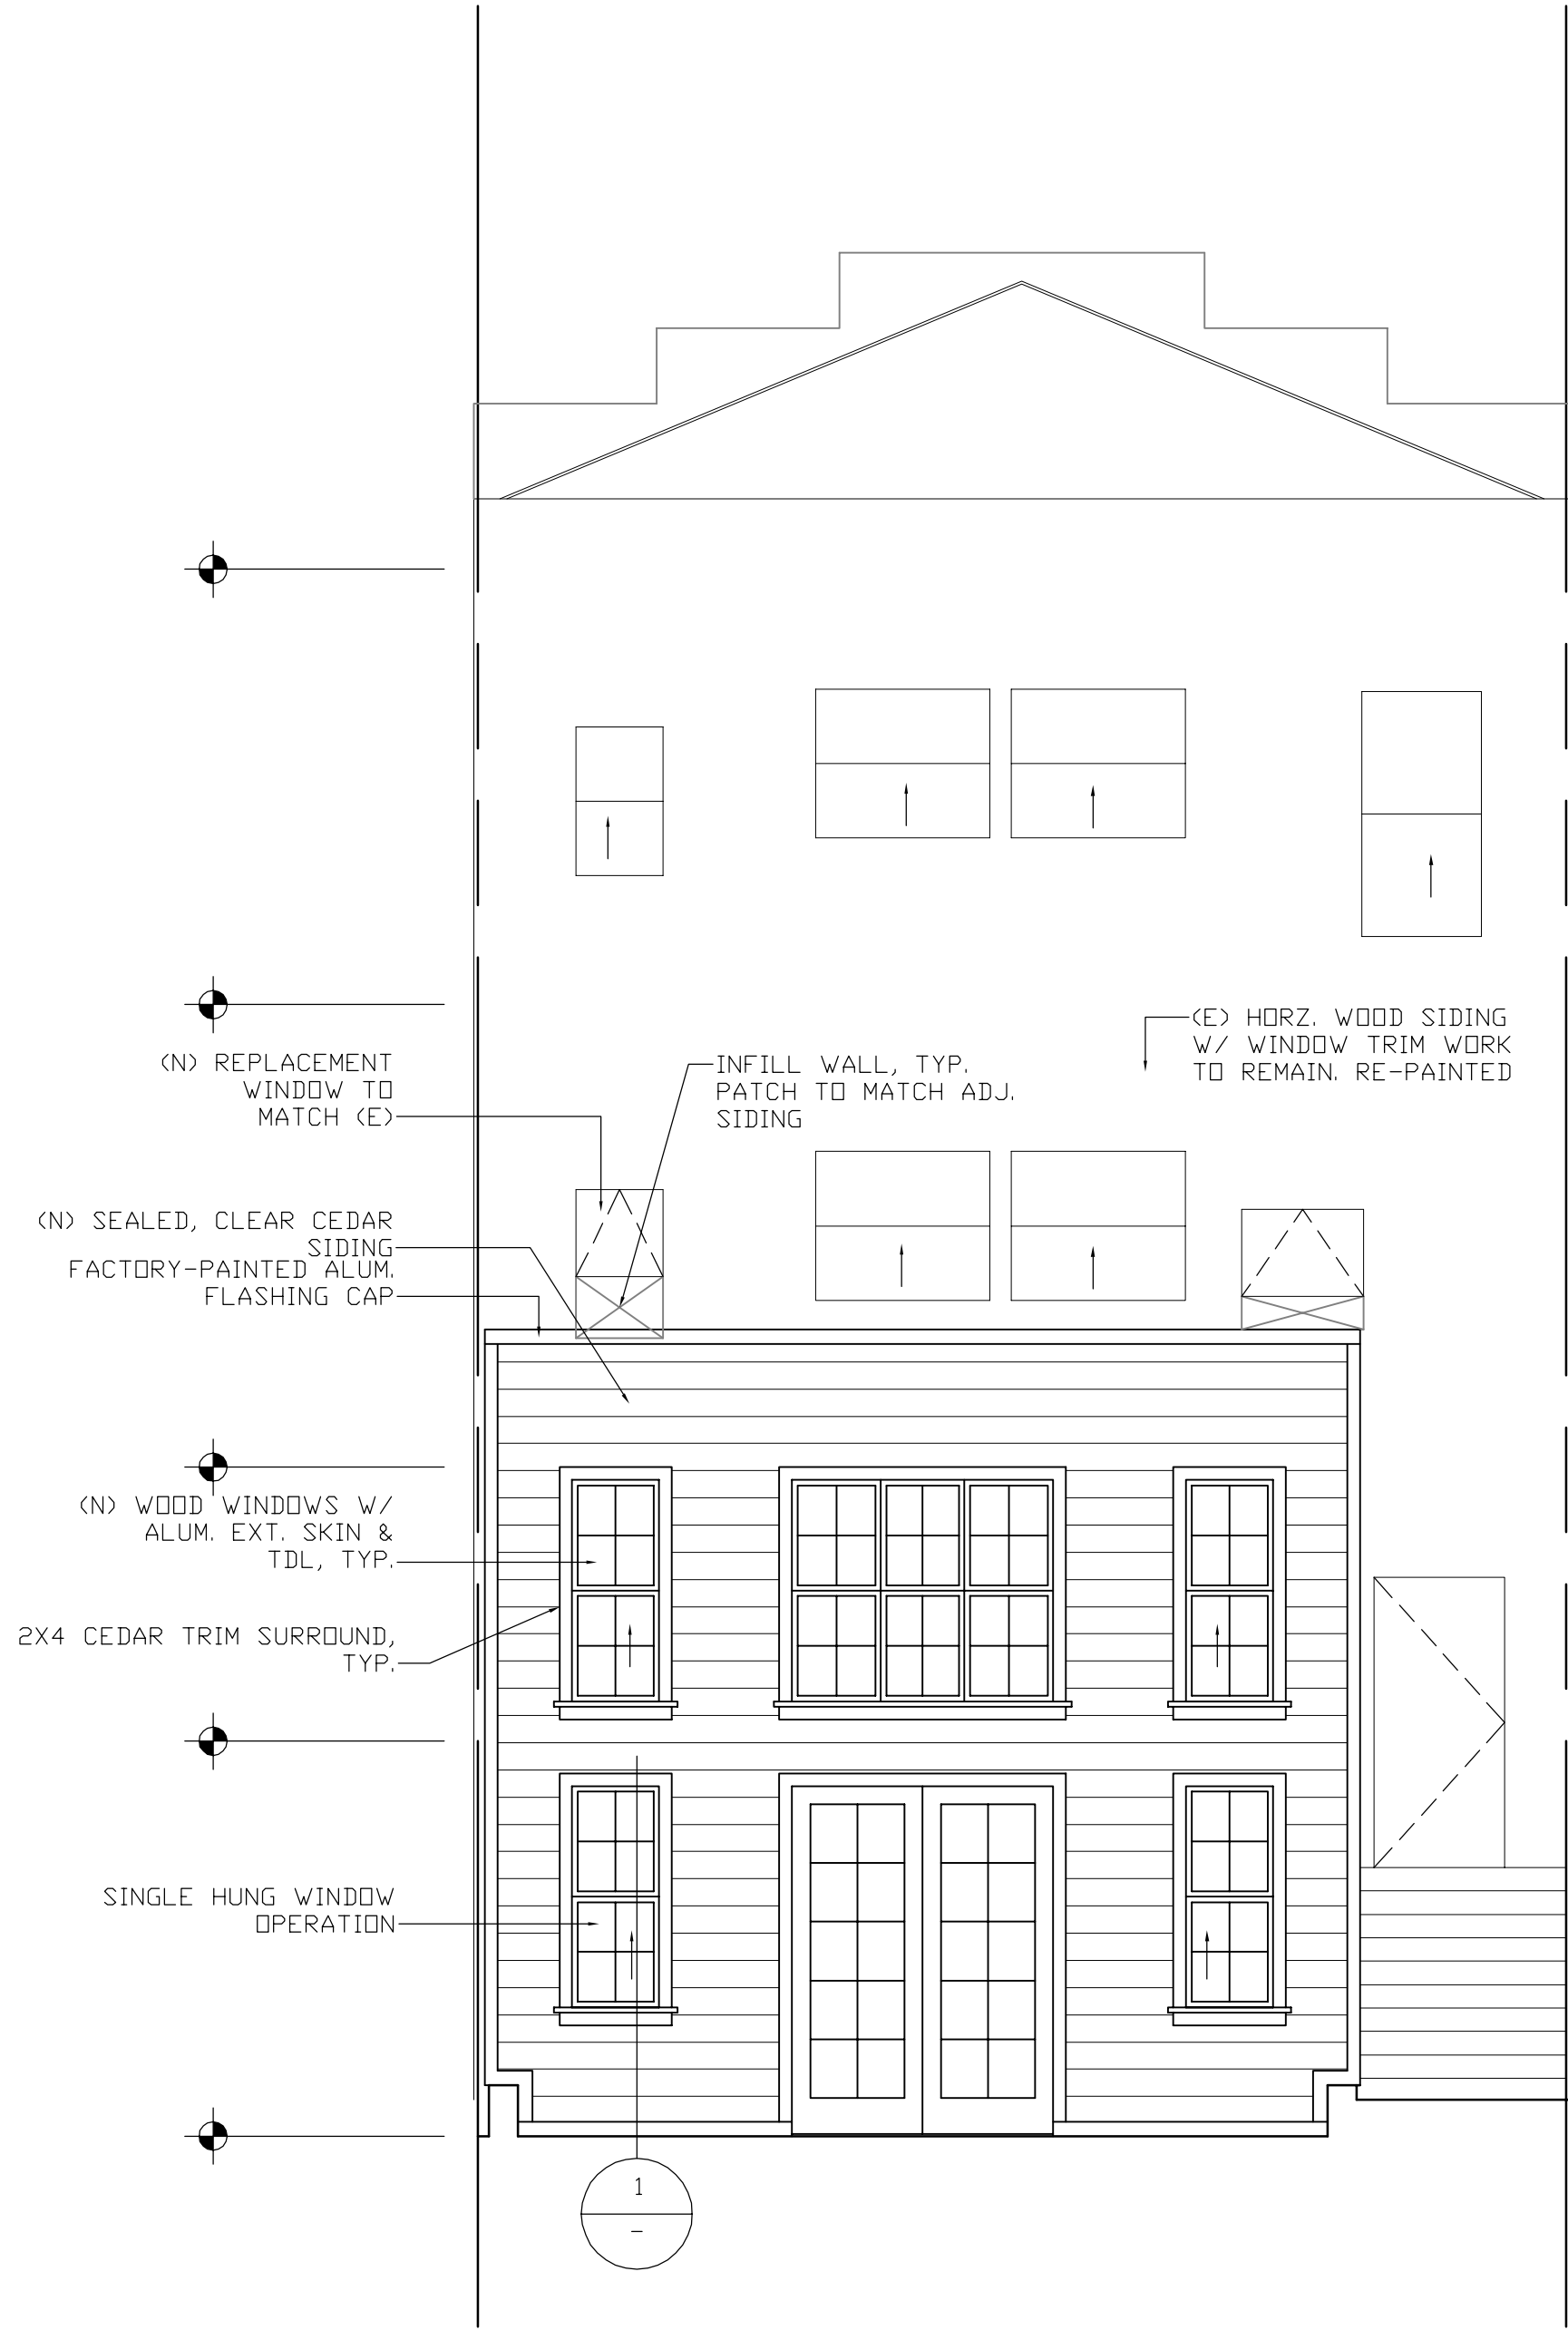 (E) HORZ. WOOD SIDING
W/ WINDOW TRIM WORK
TO REMAIN. RE-PAINTED
(N) REPLACEMENT
WINDOW TO
MATCH (E)
INFILL WALL, TYP.
PATCH TO MATCH ADJ.
SIDING
(N) SEALED, CLEAR CEDAR
SIDING
FACTORY-PAINTED ALUM.
FLASHING CAP
(N) WOOD WINDOWS W/
ALUM. EXT. SKIN &
TDL, TYP.
2X4 CEDAR TRIM SURROUND,
TYP.
SINGLE HUNG WINDOW
OPERATION
1
-